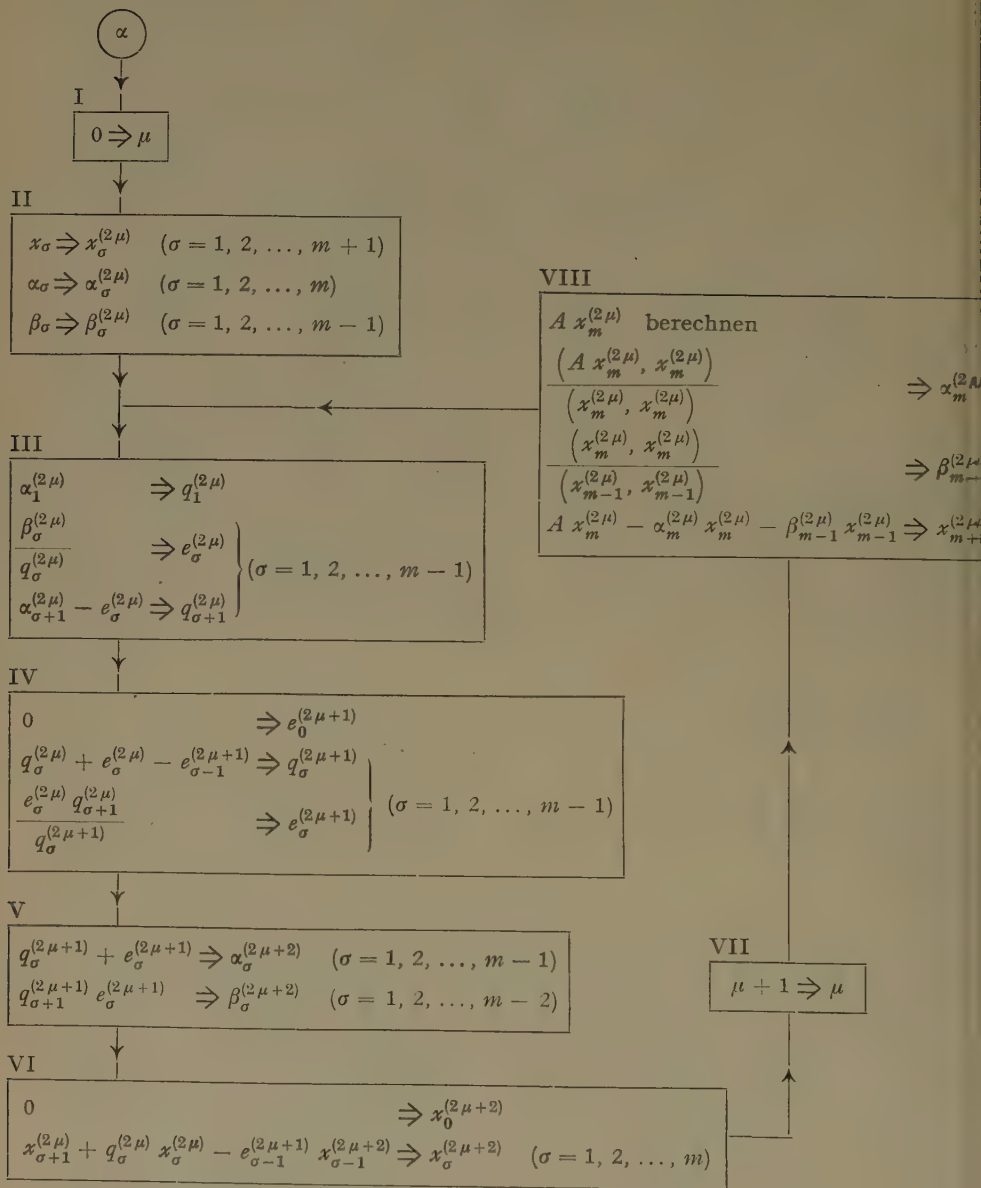 α
I
0 ⇒ μ
II
x_σ ⇒ x_σ^(2μ) (σ = 1, 2, ..., m + 1)
α_σ ⇒ α_σ^(2μ) (σ = 1, 2, ..., m)
β_σ ⇒ β_σ^(2μ) (σ = 1, 2, ..., m − 1)
III
α_1^(2μ) ⇒ q_1^(2μ)
β_σ^(2μ) / q_σ^(2μ) ⇒ e_σ^(2μ)
α_{σ+1}^(2μ) − e_σ^(2μ) ⇒ q_{σ+1}^(2μ) } (σ = 1, 2, ..., m − 1)
IV
0 ⇒ e_0^(2μ+1)
q_σ^(2μ) + e_σ^(2μ) − e_{σ−1}^(2μ+1) ⇒ q_σ^(2μ+1)
e_σ^(2μ) q_{σ+1}^(2μ) / q_σ^(2μ+1) ⇒ e_σ^(2μ+1) } (σ = 1, 2, ..., m − 1)
V
q_σ^(2μ+1) + e_σ^(2μ+1) ⇒ α_σ^(2μ+2) (σ = 1, 2, ..., m − 1)
q_{σ+1}^(2μ+1) e_σ^(2μ+1) ⇒ β_σ^(2μ+2) (σ = 1, 2, ..., m − 2)
VI
0 ⇒ x_0^(2μ+2)
x_{σ+1}^(2μ) + q_σ^(2μ) x_σ^(2μ) − e_{σ−1}^(2μ+1) x_{σ−1}^(2μ+2) ⇒ x_σ^(2μ+2) (σ = 1, 2, ..., m)
VII
μ + 1 ⇒ μ
VIII
A x_m^(2μ) berechnen
(A x_m^(2μ), x_m^(2μ)) / (x_m^(2μ), x_m^(2μ)) ⇒ α_m^(2μ
(x_m^(2μ), x_m^(2μ)) / (x_{m−1}^(2μ), x_{m−1}^(2μ)) ⇒ β_{m−}^(2μ
A x_m^(2μ) − α_m^(2μ) x_m^(2μ) − β_{m−1}^(2μ) x_{m−1}^(2μ) ⇒ x_{m+}^(2μ